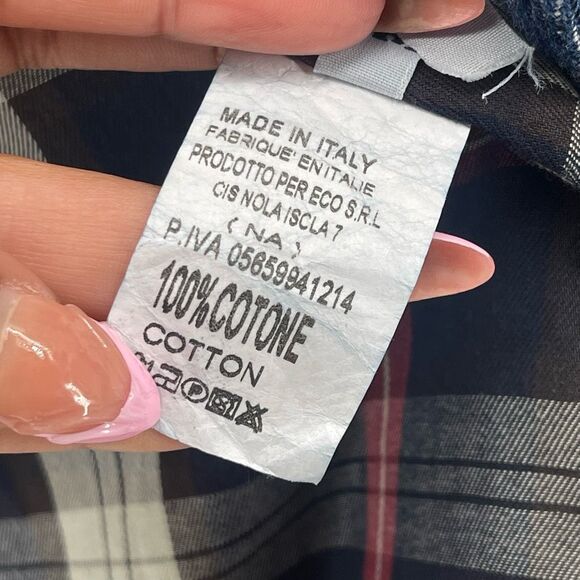 MADE IN ITALY
FABRIQUE EN ITALIE
PRODOTTO PER ECO S.R.L
CIS NOLA ISCLA 7
( NA )
P.IVA 05659941214
100% COTONE
COTTON